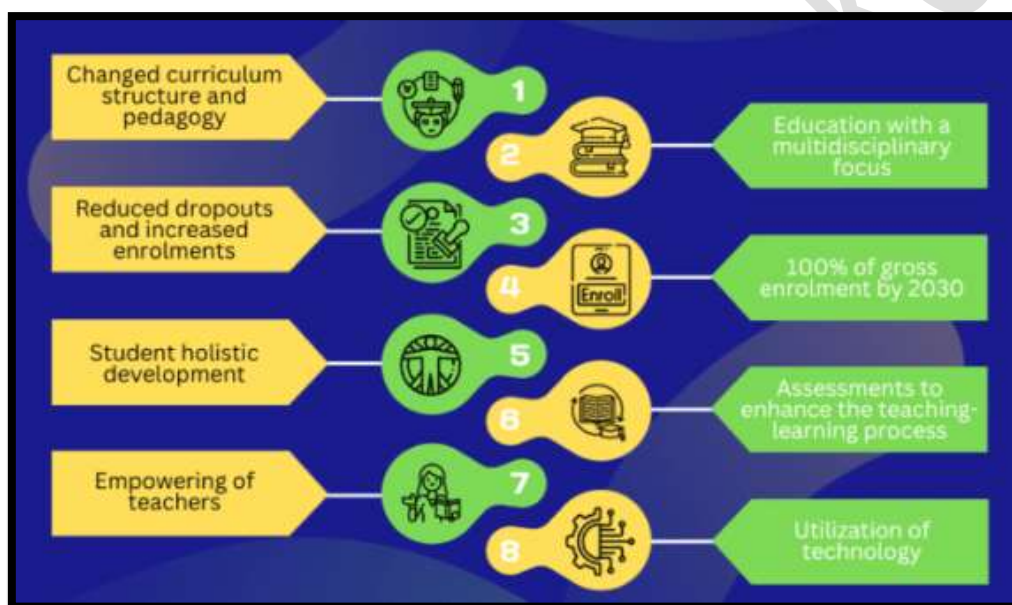 Changed curriculum
structure and
pedagogy
1
2
Education with a
multidisciplinary
focus
Reduced dropouts
and increased
enrolments
3
4
Enroll
100% of gross
enrolment by 2030
Student holistic
development
5
6
Assessments to
enhance the teaching-
learning process
Empowering of
teachers
7
8
Utilization of
technology